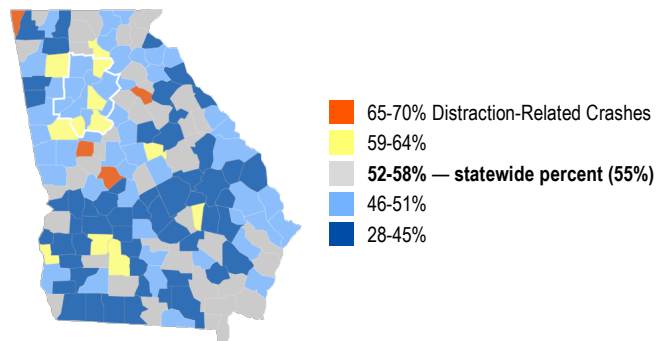 65-70% Distraction-Related Crashes
59-64%
52-58% — statewide percent (55%)
46-51%
28-45%